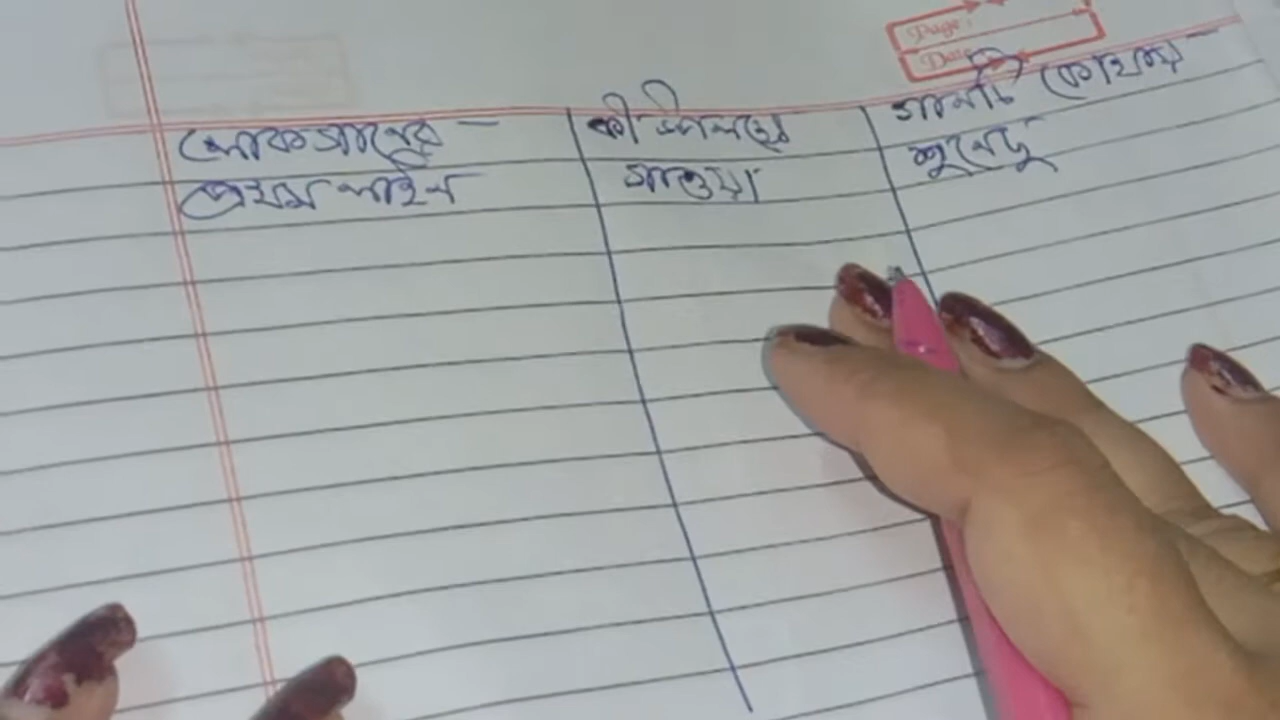 Page :
Date
লোকগানের - কী উপলক্ষে গানটি কোথায় -
প্রথম লাইন গাওয়া শুনেছ